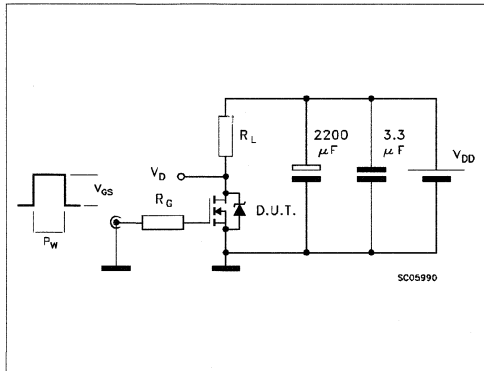 R_L
2200 μF
3.3 μF
V_DD
V_D
R_G
D.U.T.
V_GS
P_W
SC05990